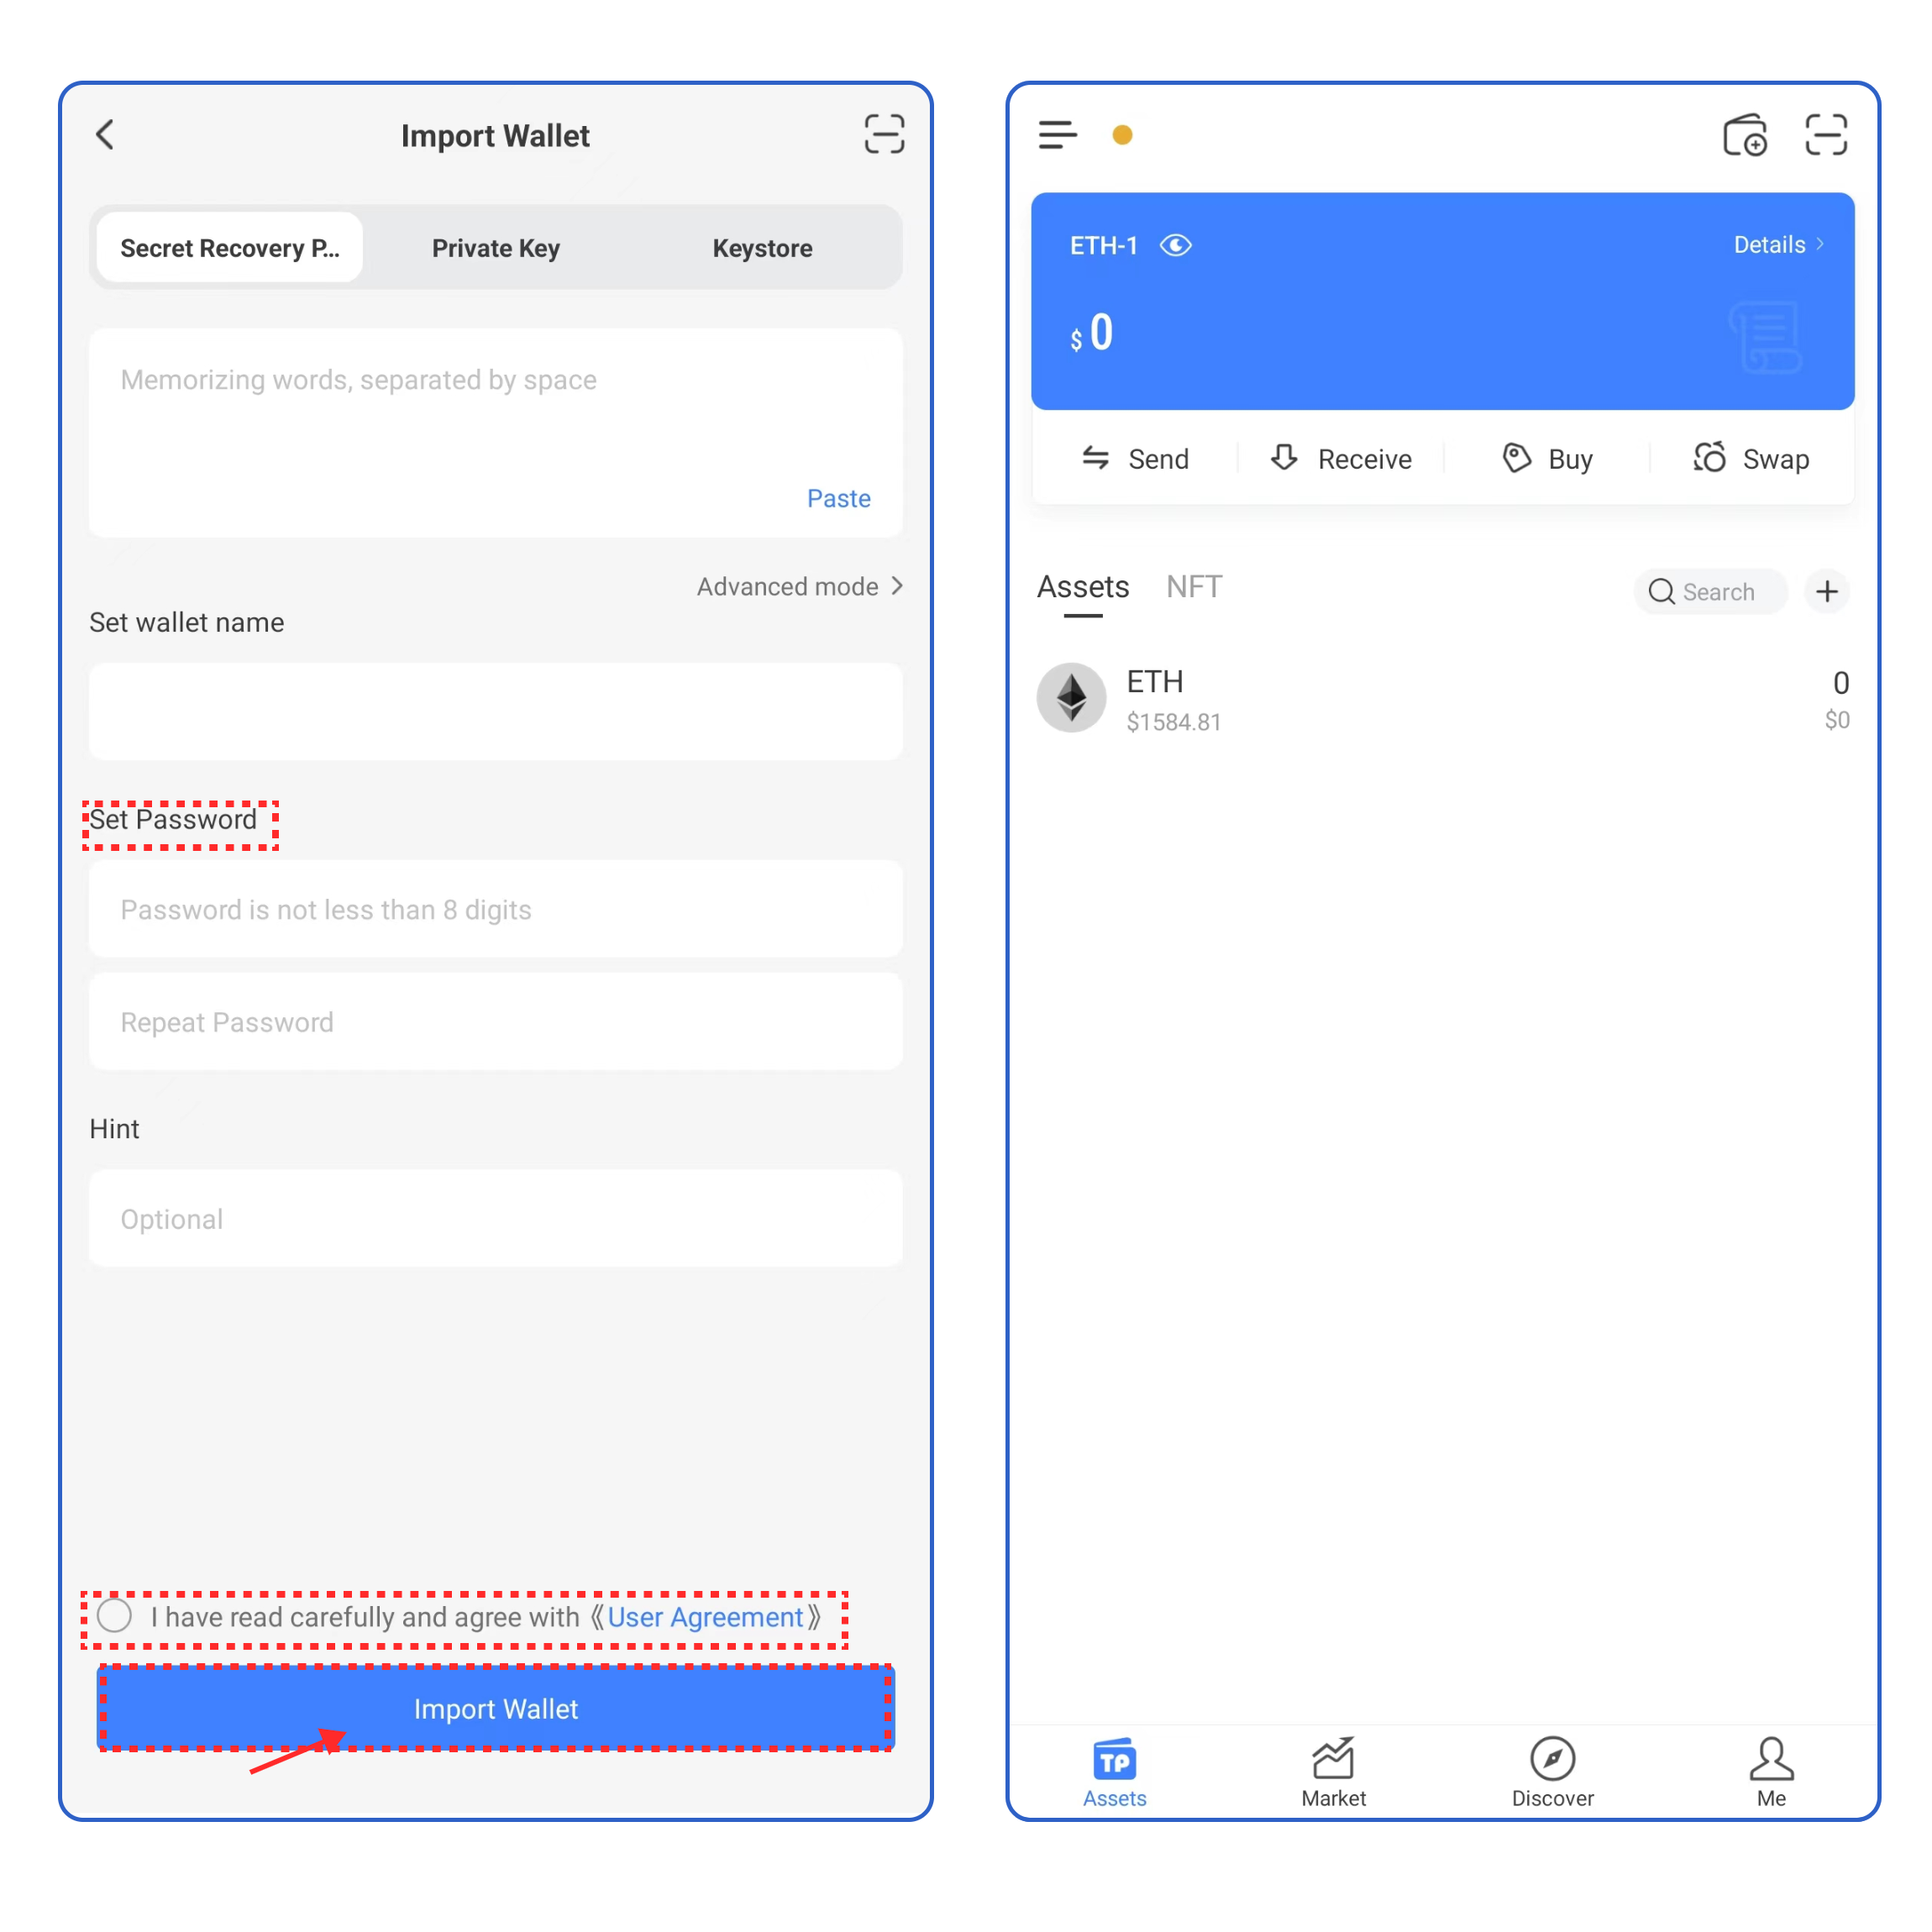 Import Wallet
Secret Recovery P...
Private Key
Keystore
Memorizing words, separated by space
Paste
Advanced mode
Set wallet name
Set Password
Password is not less than 8 digits
Repeat Password
Hint
Optional
I have read carefully and agree with《User Agreement》
Import Wallet
ETH-1
Details
$ 0
Send
Receive
Buy
Swap
Assets
NFT
Search
ETH
0
$1584.81
$0
TP
Assets
Market
Discover
Me